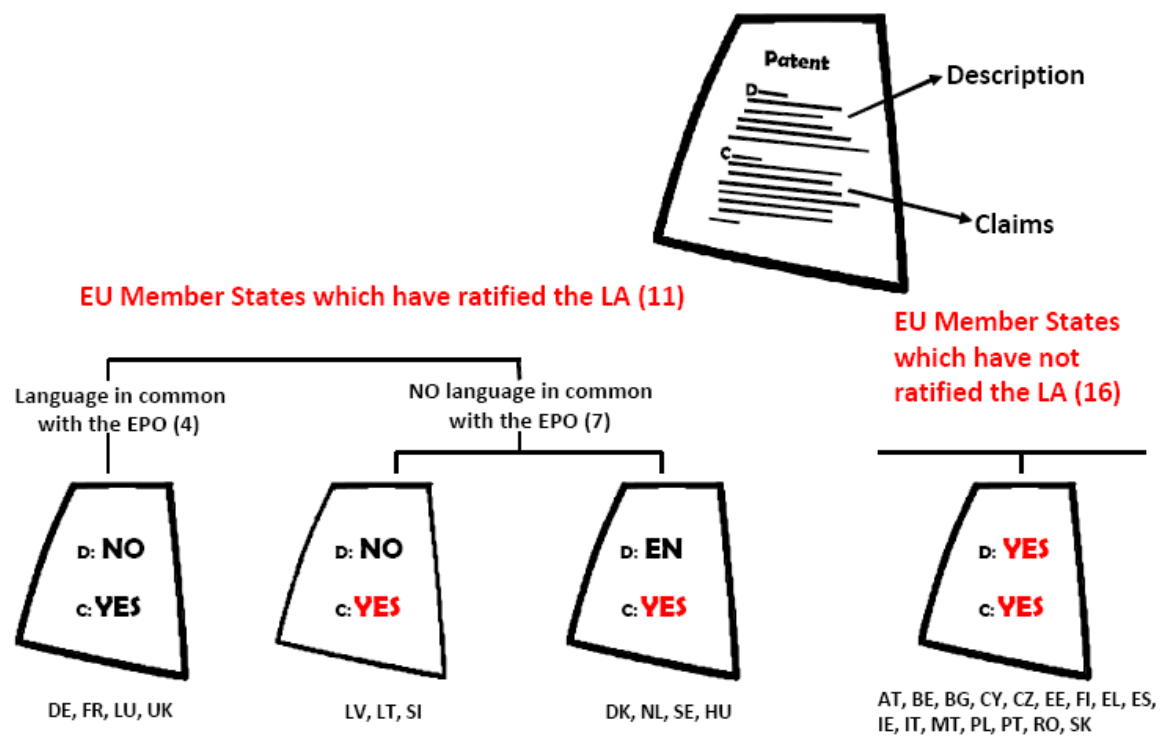 Patent
D
C
Description
Claims
EU Member States which have ratified the LA (11)
EU Member States
which have not
ratified the LA (16)
Language in common
with the EPO (4)
NO language in common
with the EPO (7)
D: NO
C: YES
DE, FR, LU, UK
D: NO
C: YES
LV, LT, SI
D: EN
C: YES
DK, NL, SE, HU
D: YES
C: YES
AT, BE, BG, CY, CZ, EE, FI, EL, ES,
IE, IT, MT, PL, PT, RO, SK